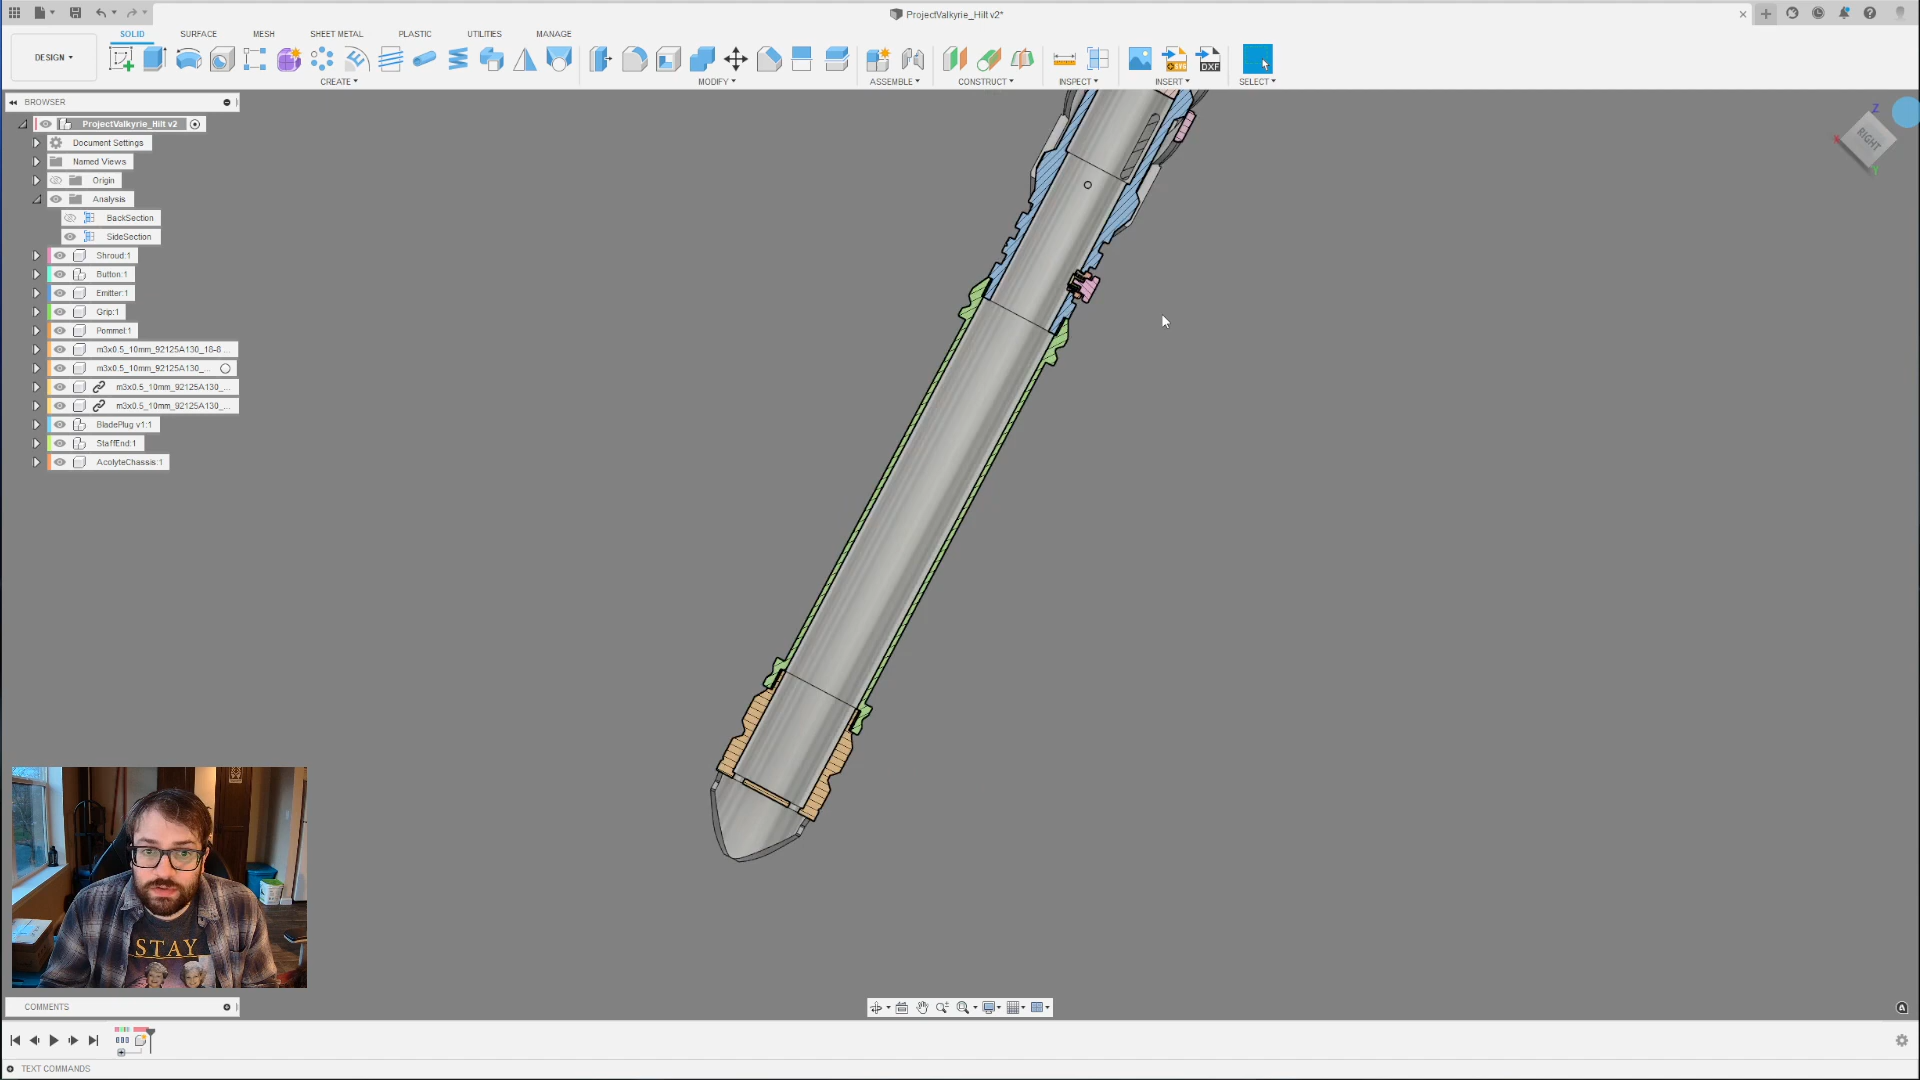 ProjectValkyrie_Hilt v2*
DESIGN
SOLID SURFACE MESH SHEET METAL PLASTIC UTILITIES MANAGE
CREATE MODIFY ASSEMBLE CONSTRUCT INSPECT INSERT SELECT
DXF
BROWSER
ProjectValkyrie_Hilt v2
Document Settings
Named Views
Origin
Analysis
BackSection
SideSection
Shroud:1
Button:1
Emitter:1
Grip:1
Pommel:1
m3x0.5_10mm_92125A130_18-8 ...
m3x0.5_10mm_92125A130_...
m3x0.5_10mm_92125A130_...
m3x0.5_10mm_92125A130_...
BladePlug v1:1
StaffEnd:1
AcolyteChassis:1
Z
RIGHT
STAY
GOLDEN
COMMENTS
TEXT COMMANDS